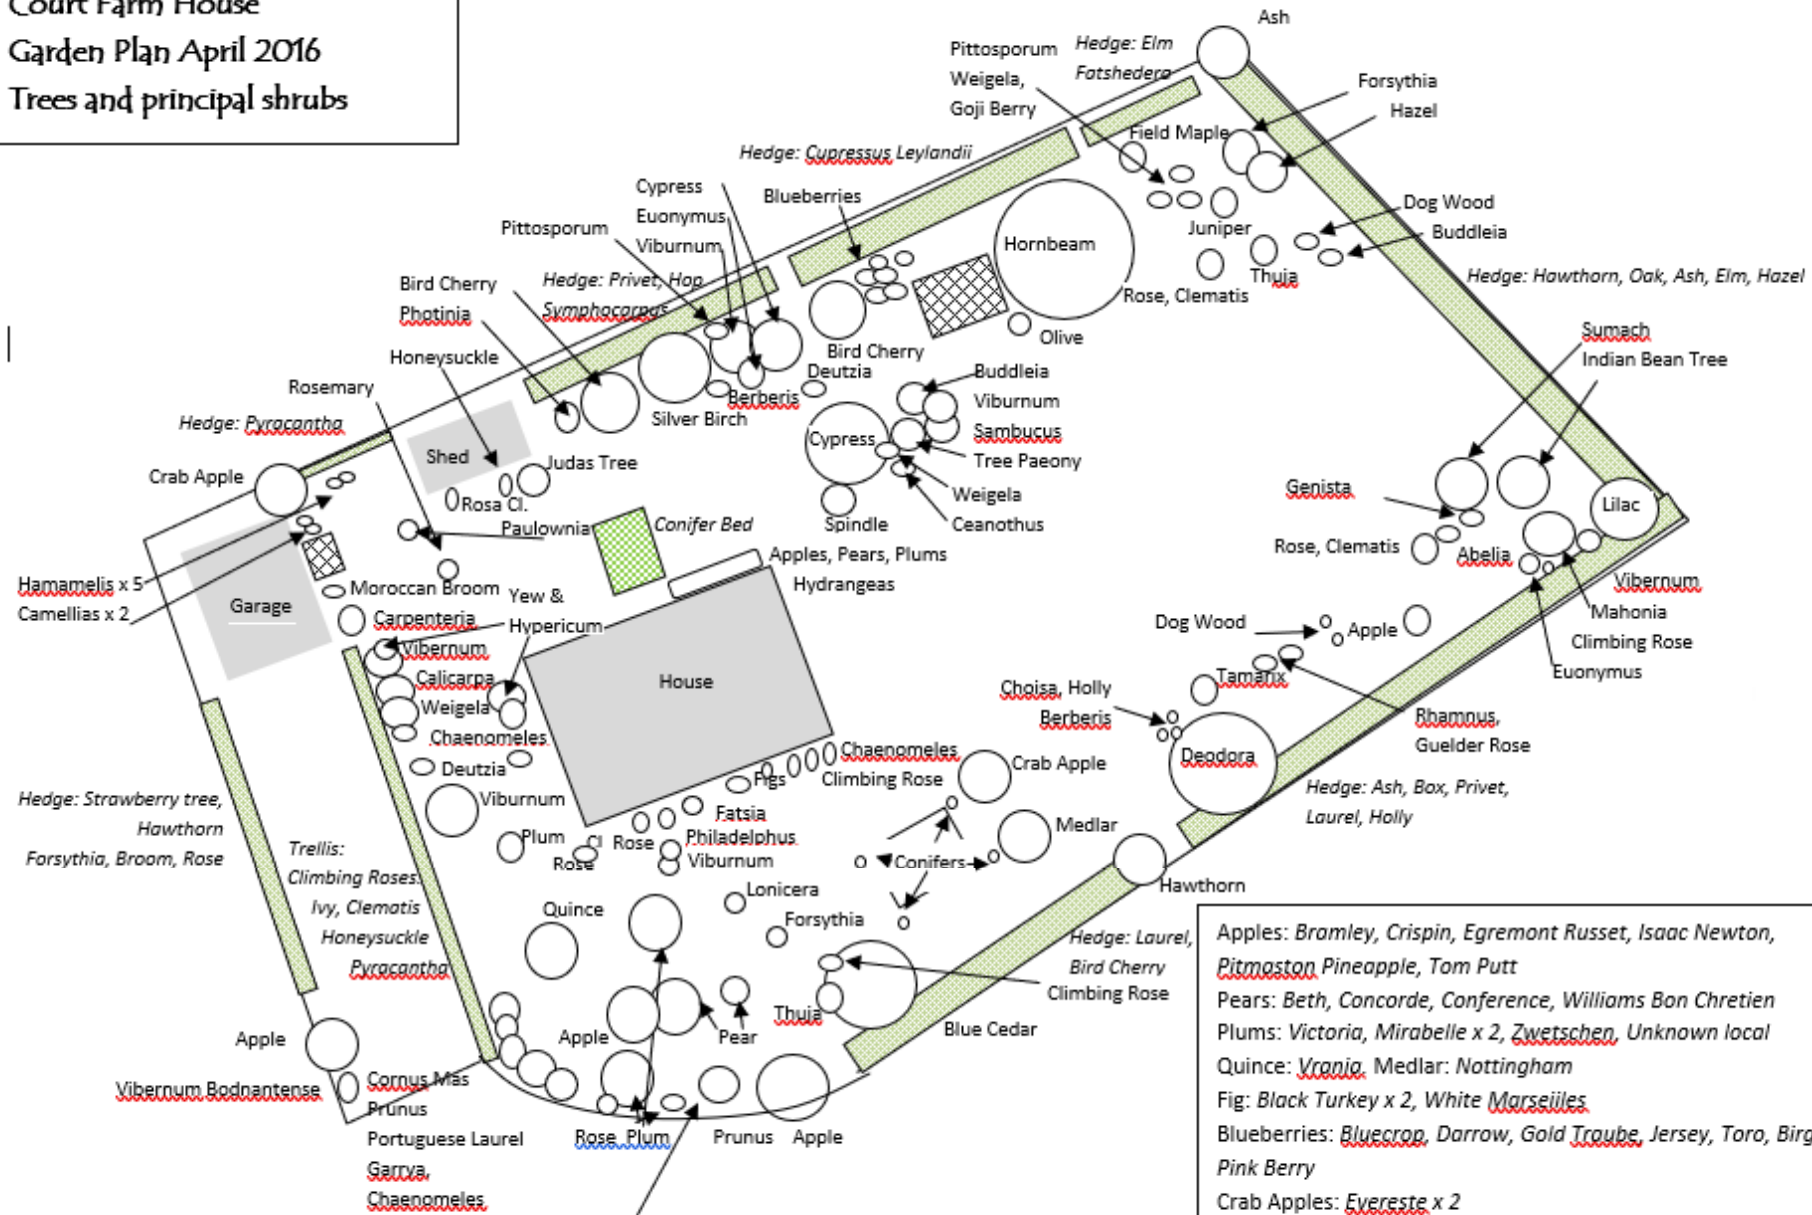 Court Farm House
Garden Plan April 2016
Trees and principal shrubs
Ash
Pittosporum
Weigela,
Goji Berry
Hedge: Elm
Fatshedera
Forsythia
Hazel
Field Maple
Hedge: Cupressus Leylandii
Cypress
Euonymus
Viburnum
Blueberries
Pittosporum
Dog Wood
Buddleia
Juniper
Hornbeam
Thuja
Rose, Clematis
Hedge: Hawthorn, Oak, Ash, Elm, Hazel
Bird Cherry
Photinia
Hedge: Privet, Hop
Symphocarpus
Olive
Sumach
Indian Bean Tree
Honeysuckle
Bird Cherry
Deutzia
Buddleia
Viburnum
Sambucus
Tree Paeony
Rosemary
Berberis
Silver Birch
Hedge: Pyracantha
Cypress
Shed
Judas Tree
Crab Apple
Weigela
Ceanothus
Genista
Lilac
Rosa Cl.
Paulownia
Conifer Bed
Spindle
Rose, Clematis
Abelia
Apples, Pears, Plums
Hydrangeas
Hamamelis x 5
Camellias x 2
Garage
Moroccan Broom
Yew &
Hypericum
Carpenteria
Vibernum
Vibernum
Mahonia
Climbing Rose
Euonymus
Dog Wood
Apple
Calicarpa
Weigela
Chaenomeles
House
Tamarix
Choisa, Holly
Berberis
Rhamnus,
Guelder Rose
Deutzia
Chaenomeles
Climbing Rose
Figs
Crab Apple
Deodora
Hedge: Strawberry tree,
Hawthorn
Forsythia, Broom, Rose
Viburnum
Fatsia
Philadelphus
Viburnum
Plum
Cl
Rose
Rose
Medlar
Hedge: Ash, Box, Privet,
Laurel, Holly
Trellis:
Climbing Roses.
Ivy, Clematis
Honeysuckle
Pyracantha
Conifers
Hawthorn
Lonicera
Quince
Forsythia
Hedge: Laurel,
Bird Cherry
Climbing Rose
Thuja
Blue Cedar
Apple
Apple
Pear
Vibernum Bodnantense
Cornus Mas
Prunus
Portuguese Laurel
Garrya,
Chaenomeles
Rose Plum
Prunus
Apple
Apples: Bramley, Crispin, Egremont Russet, Isaac Newton,
Pitmaston Pineapple, Tom Putt
Pears: Beth, Concorde, Conference, Williams Bon Chretien
Plums: Victoria, Mirabelle x 2, Zwetschen, Unknown local
Quince: Vrania, Medlar: Nottingham
Fig: Black Turkey x 2, White Marseiiles
Blueberries: Bluecrop, Darrow, Gold Traube, Jersey, Toro, Birg
Pink Berry
Crab Apples: Evereste x 2